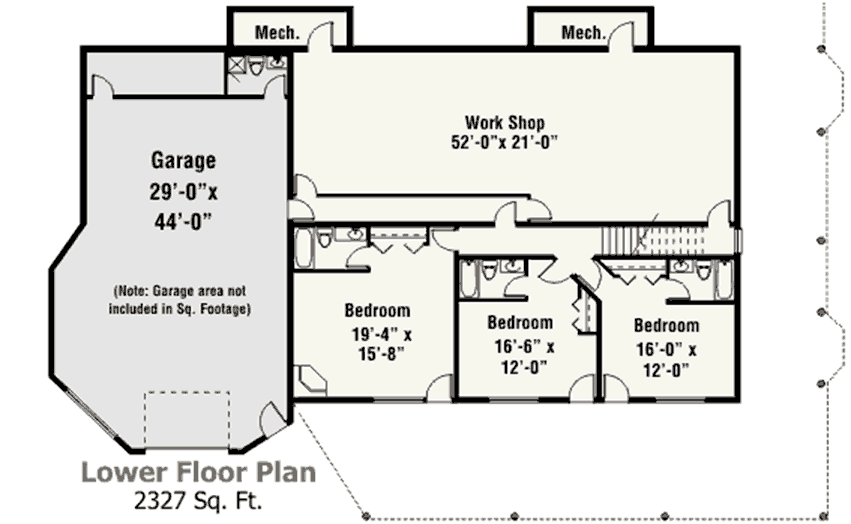 Mech.
Mech.
Work Shop
52'-0"x 21'-0"
Garage
29'-0"x
44'-0"
(Note: Garage area not
included in Sq. Footage)
Bedroom
19'-4" x
15'-8"
Bedroom
16'-6" x
12'-0"
Bedroom
16'-0" x
12'-0"
Lower Floor Plan
2327 Sq. Ft.